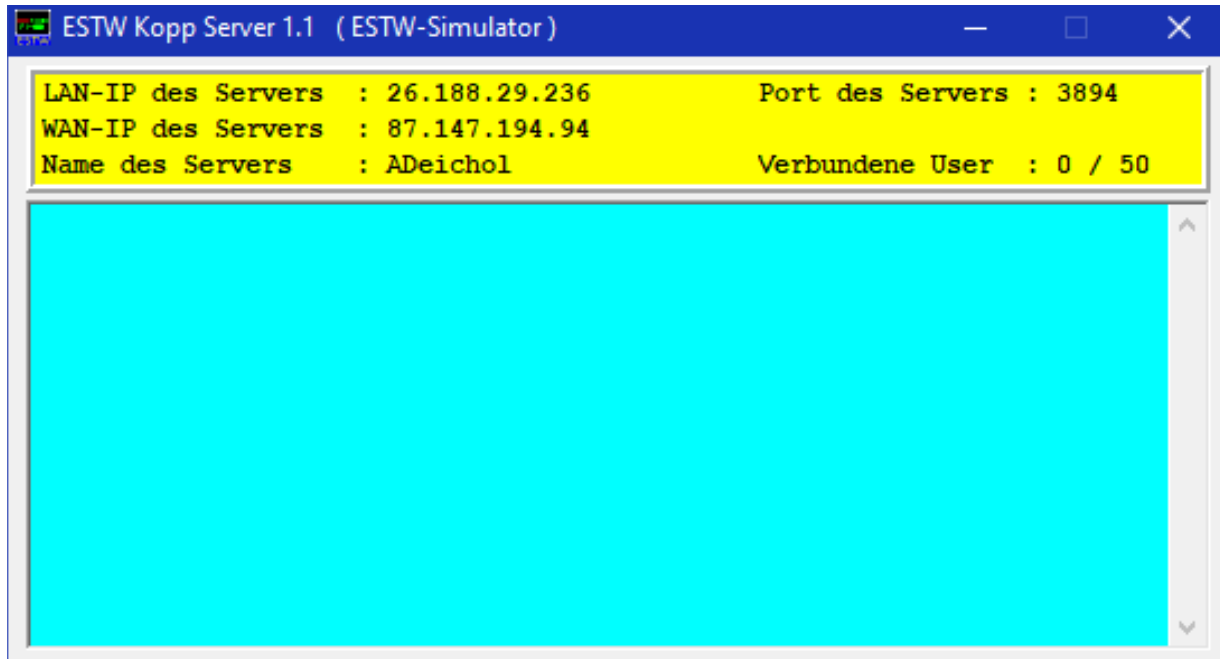 ESTW Kopp Server 1.1 ( ESTW-Simulator )
LAN-IP des Servers : 26.188.29.236 Port des Servers : 3894
WAN-IP des Servers : 87.147.194.94
Name des Servers : ADeichol Verbundene User : 0 / 50